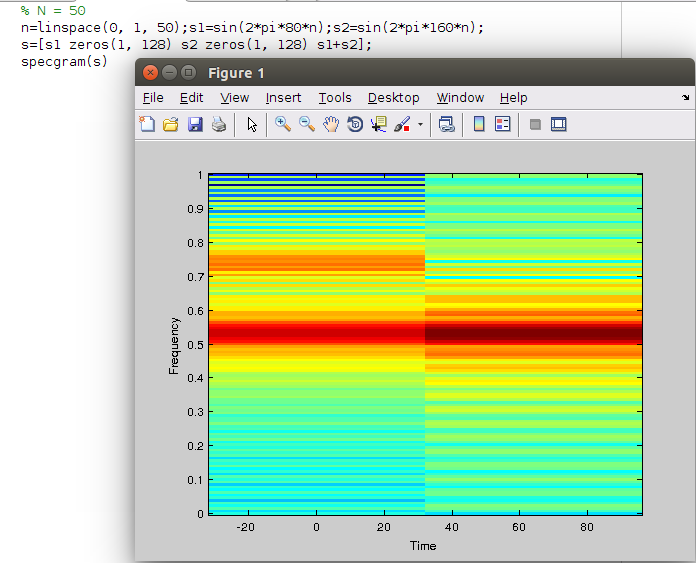 % N = 50
n=linspace(0, 1, 50);s1=sin(2*pi*80*n);s2=sin(2*pi*160*n);
s=[s1 zeros(1, 128) s2 zeros(1, 128) s1+s2];
specgram(s)
Figure 1
File Edit View Insert Tools Desktop Window Help
1
0.9
0.8
0.7
0.6
0.5
0.4
0.3
0.2
0.1
0
Frequency
-20 0 20 40 60 80
Time